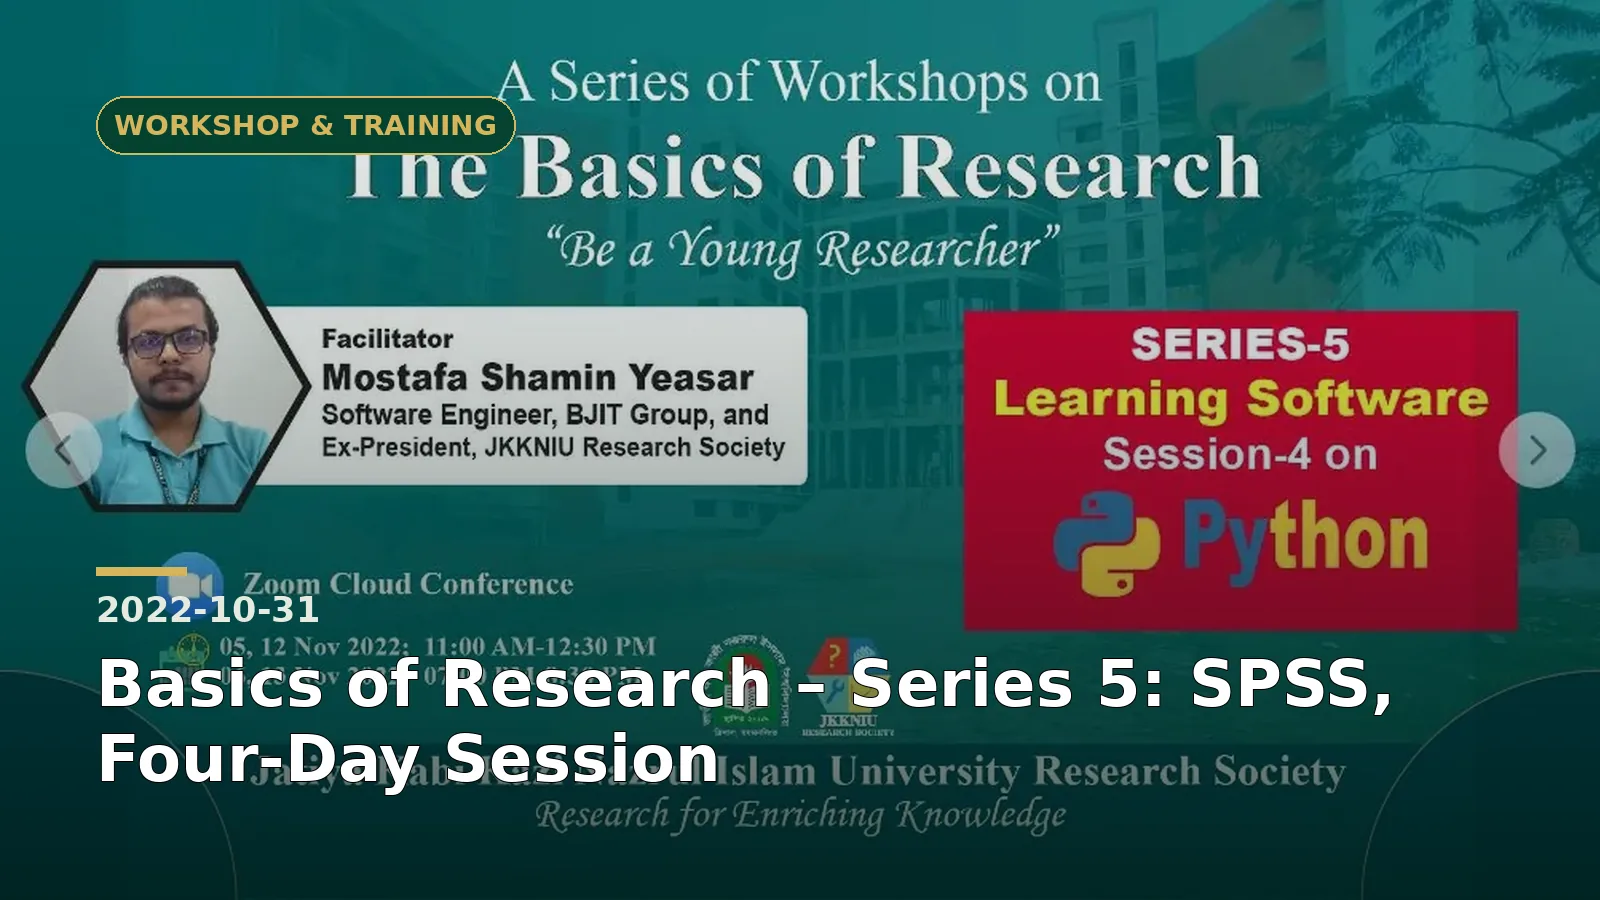 A Series of Workshops on
WORKSHOP & TRAINING
The Basics of Research
“Be a Young Researcher”
Facilitator
Mostafa Shamin Yeasar
Software Engineer, BJIT Group, and
Ex-President, JKKNIU Research Society
SERIES-5
Learning Software
Session-4 on
Python
Zoom Cloud Conference
2022-10-31
05, 12 Nov 2022; 11:00 AM-12:30 PM
Nov
Basics of Research – Series 5: SPSS,
Four-Day Session
JKKNIU
RESEARCH SOCIETY
Islam University Research Society
Research for Enriching Knowledge